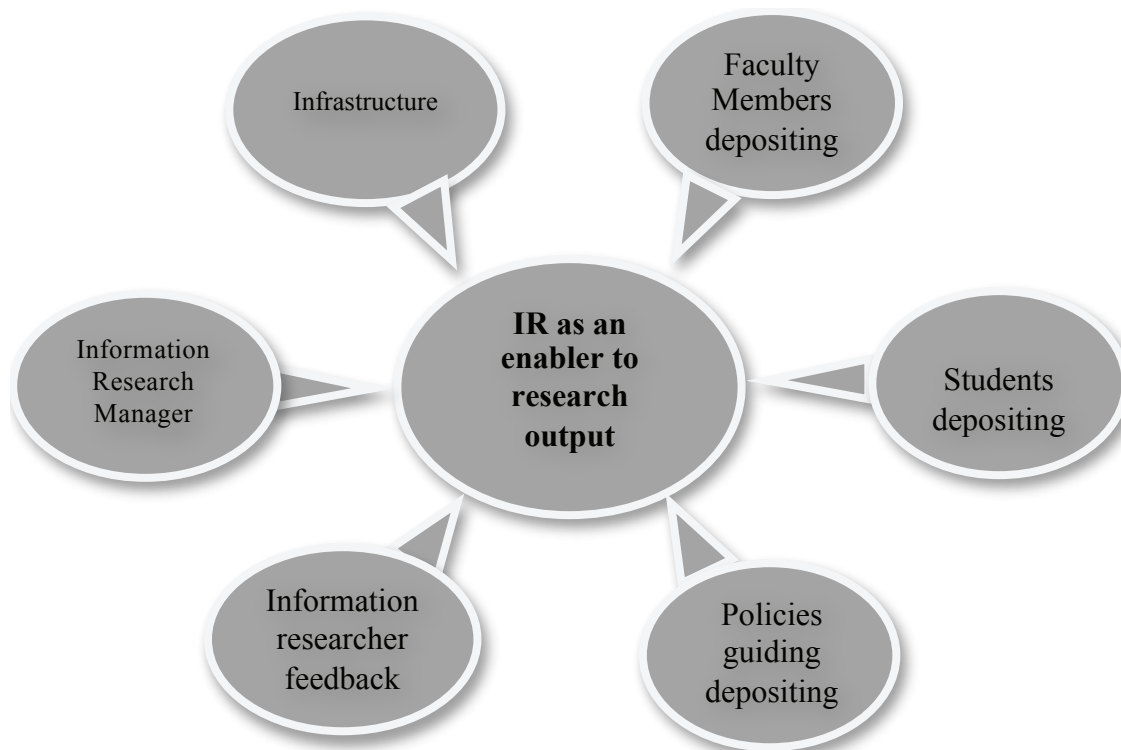 Infrastructure
Faculty
Members
depositing
Information
Research
Manager
IR as an
enabler to
research
output
Students
depositing
Information
researcher
feedback
Policies
guiding
depositing